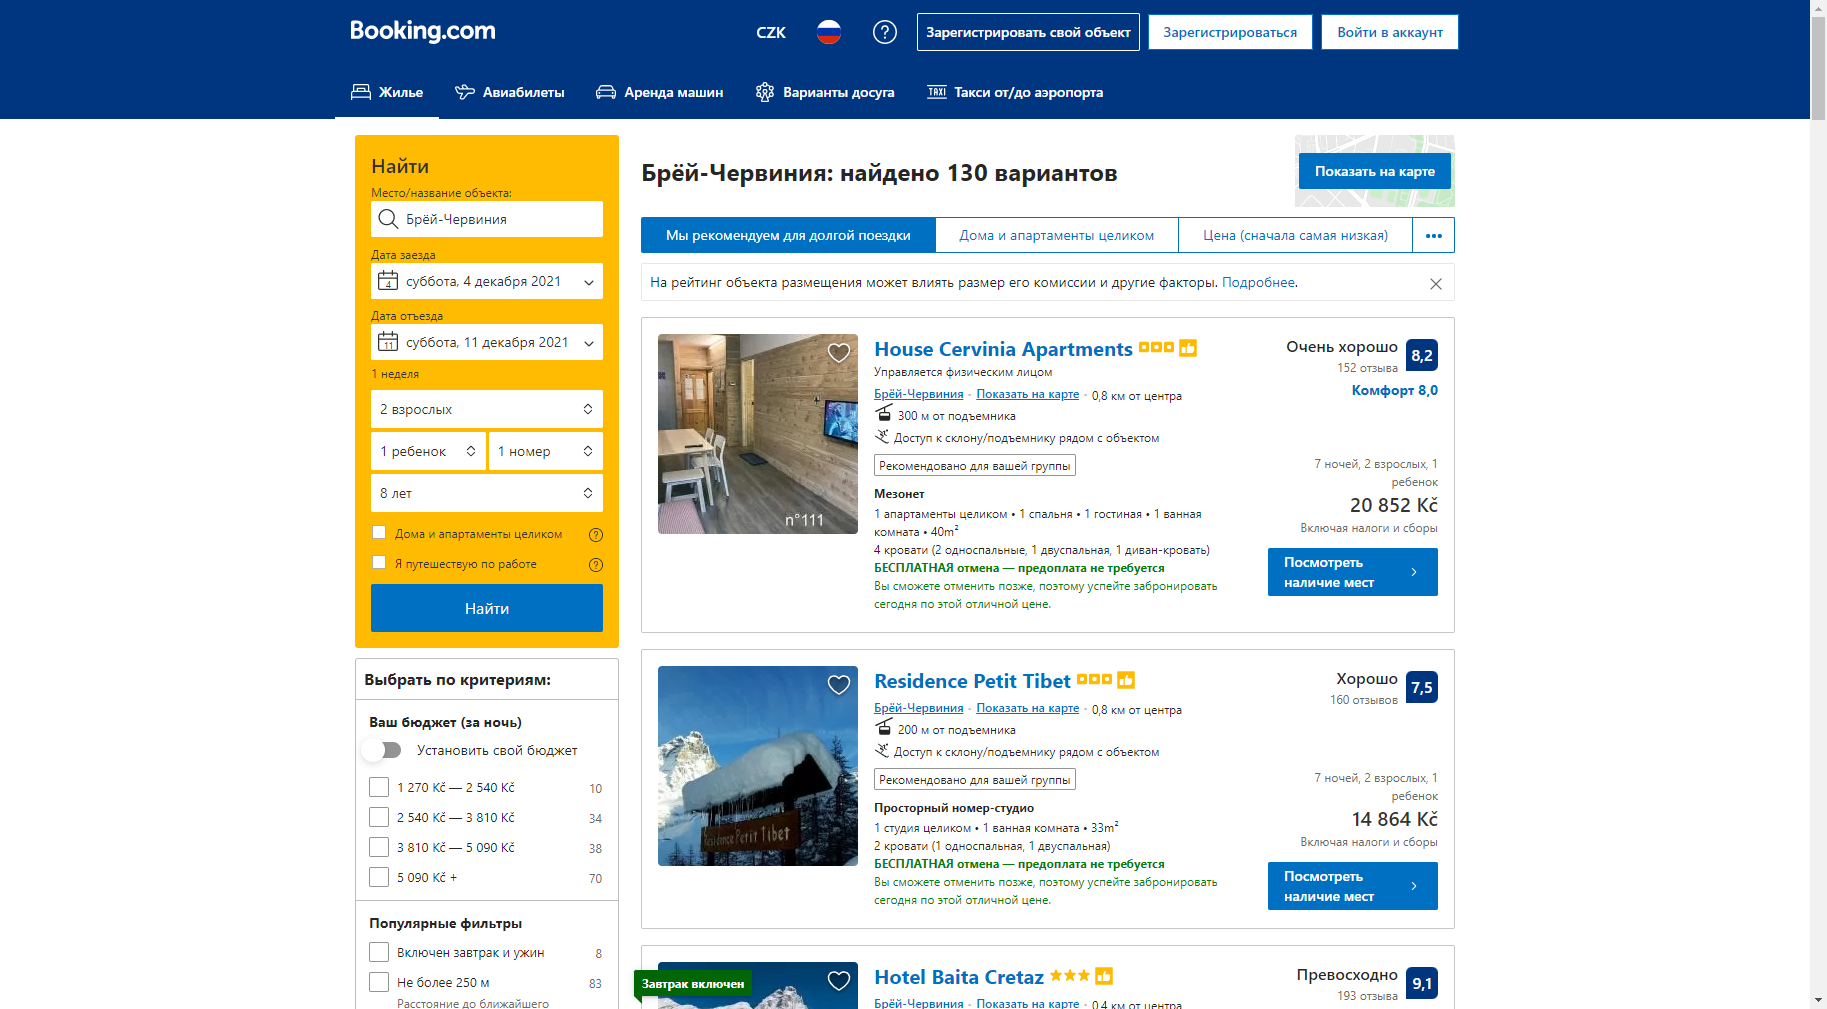 Booking.com
CZK
Зарегистрировать свой объект
Зарегистрироваться
Войти в аккаунт
Жилье
Авиабилеты
Аренда машин
Варианты досуга
TAXI
Такси от/до аэропорта
Найти
Место/название объекта:
Брёй-Червиния
Дата заезда
4
суббота, 4 декабря 2021
Дата отъезда
11
суббота, 11 декабря 2021
1 неделя
2 взрослых
1 ребенок
1 номер
8 лет
Дома и апартаменты целиком
Я путешествую по работе
Найти
Выбрать по критериям:
Ваш бюджет (за ночь)
Установить свой бюджет
1 270 Kč — 2 540 Kč 10
2 540 Kč — 3 810 Kč 34
3 810 Kč — 5 090 Kč 38
5 090 Kč + 70
Популярные фильтры
Включен завтрак и ужин 8
Не более 250 м 83
Расстояние до ближайшего
Брёй-Червиния: найдено 130 вариантов
Показать на карте
Мы рекомендуем для долгой поездки
Дома и апартаменты целиком
Цена (сначала самая низкая)
На рейтинг объекта размещения может влиять размер его комиссии и другие факторы. Подробнее.
n°111
House Cervinia Apartments
Управляется физическим лицом
Брёй-Червиния · Показать на карте · 0,8 км от центра
300 м от подъемника
Доступ к склону/подъемнику рядом с объектом
Рекомендовано для вашей группы
Мезонет
1 апартаменты целиком • 1 спальня • 1 гостиная • 1 ванная
комната • 40m²
4 кровати (2 односпальные, 1 двуспальная, 1 диван-кровать)
БЕСПЛАТНАЯ отмена — предоплата не требуется
Вы сможете отменить позже, поэтому успейте забронировать
сегодня по этой отличной цене.
Очень хорошо 8,2
152 отзыва
Комфорт 8,0
7 ночей, 2 взрослых, 1
ребенок
20 852 Kč
Включая налоги и сборы
Посмотреть
наличие мест
Residence Petit Tibet
Residence Petit Tibet
Брёй-Червиния · Показать на карте · 0,8 км от центра
200 м от подъемника
Доступ к склону/подъемнику рядом с объектом
Рекомендовано для вашей группы
Просторный номер-студио
1 студия целиком • 1 ванная комната • 33m²
2 кровати (1 односпальная, 1 двуспальная)
БЕСПЛАТНАЯ отмена — предоплата не требуется
Вы сможете отменить позже, поэтому успейте забронировать
сегодня по этой отличной цене.
Хорошо 7,5
160 отзывов
7 ночей, 2 взрослых, 1
ребенок
14 864 Kč
Включая налоги и сборы
Посмотреть
наличие мест
Завтрак включен
Hotel Baita Cretaz
Брёй-Червиния · Показать на карте · 0,4 км от центра
Превосходно 9,1
193 отзыва